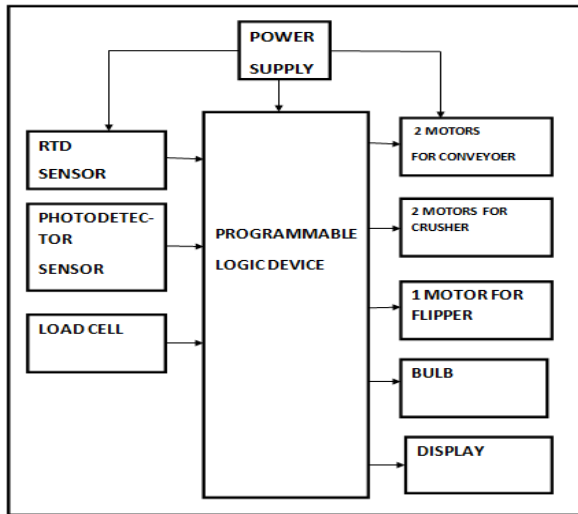 POWER
SUPPLY
RTD
SENSOR
PHOTODETEC-
TOR
SENSOR
LOAD CELL
PROGRAMMABLE
LOGIC DEVICE
2 MOTORS
FOR CONVEYOER
2 MOTORS FOR
CRUSHER
1 MOTOR FOR
FLIPPER
BULB
DISPLAY